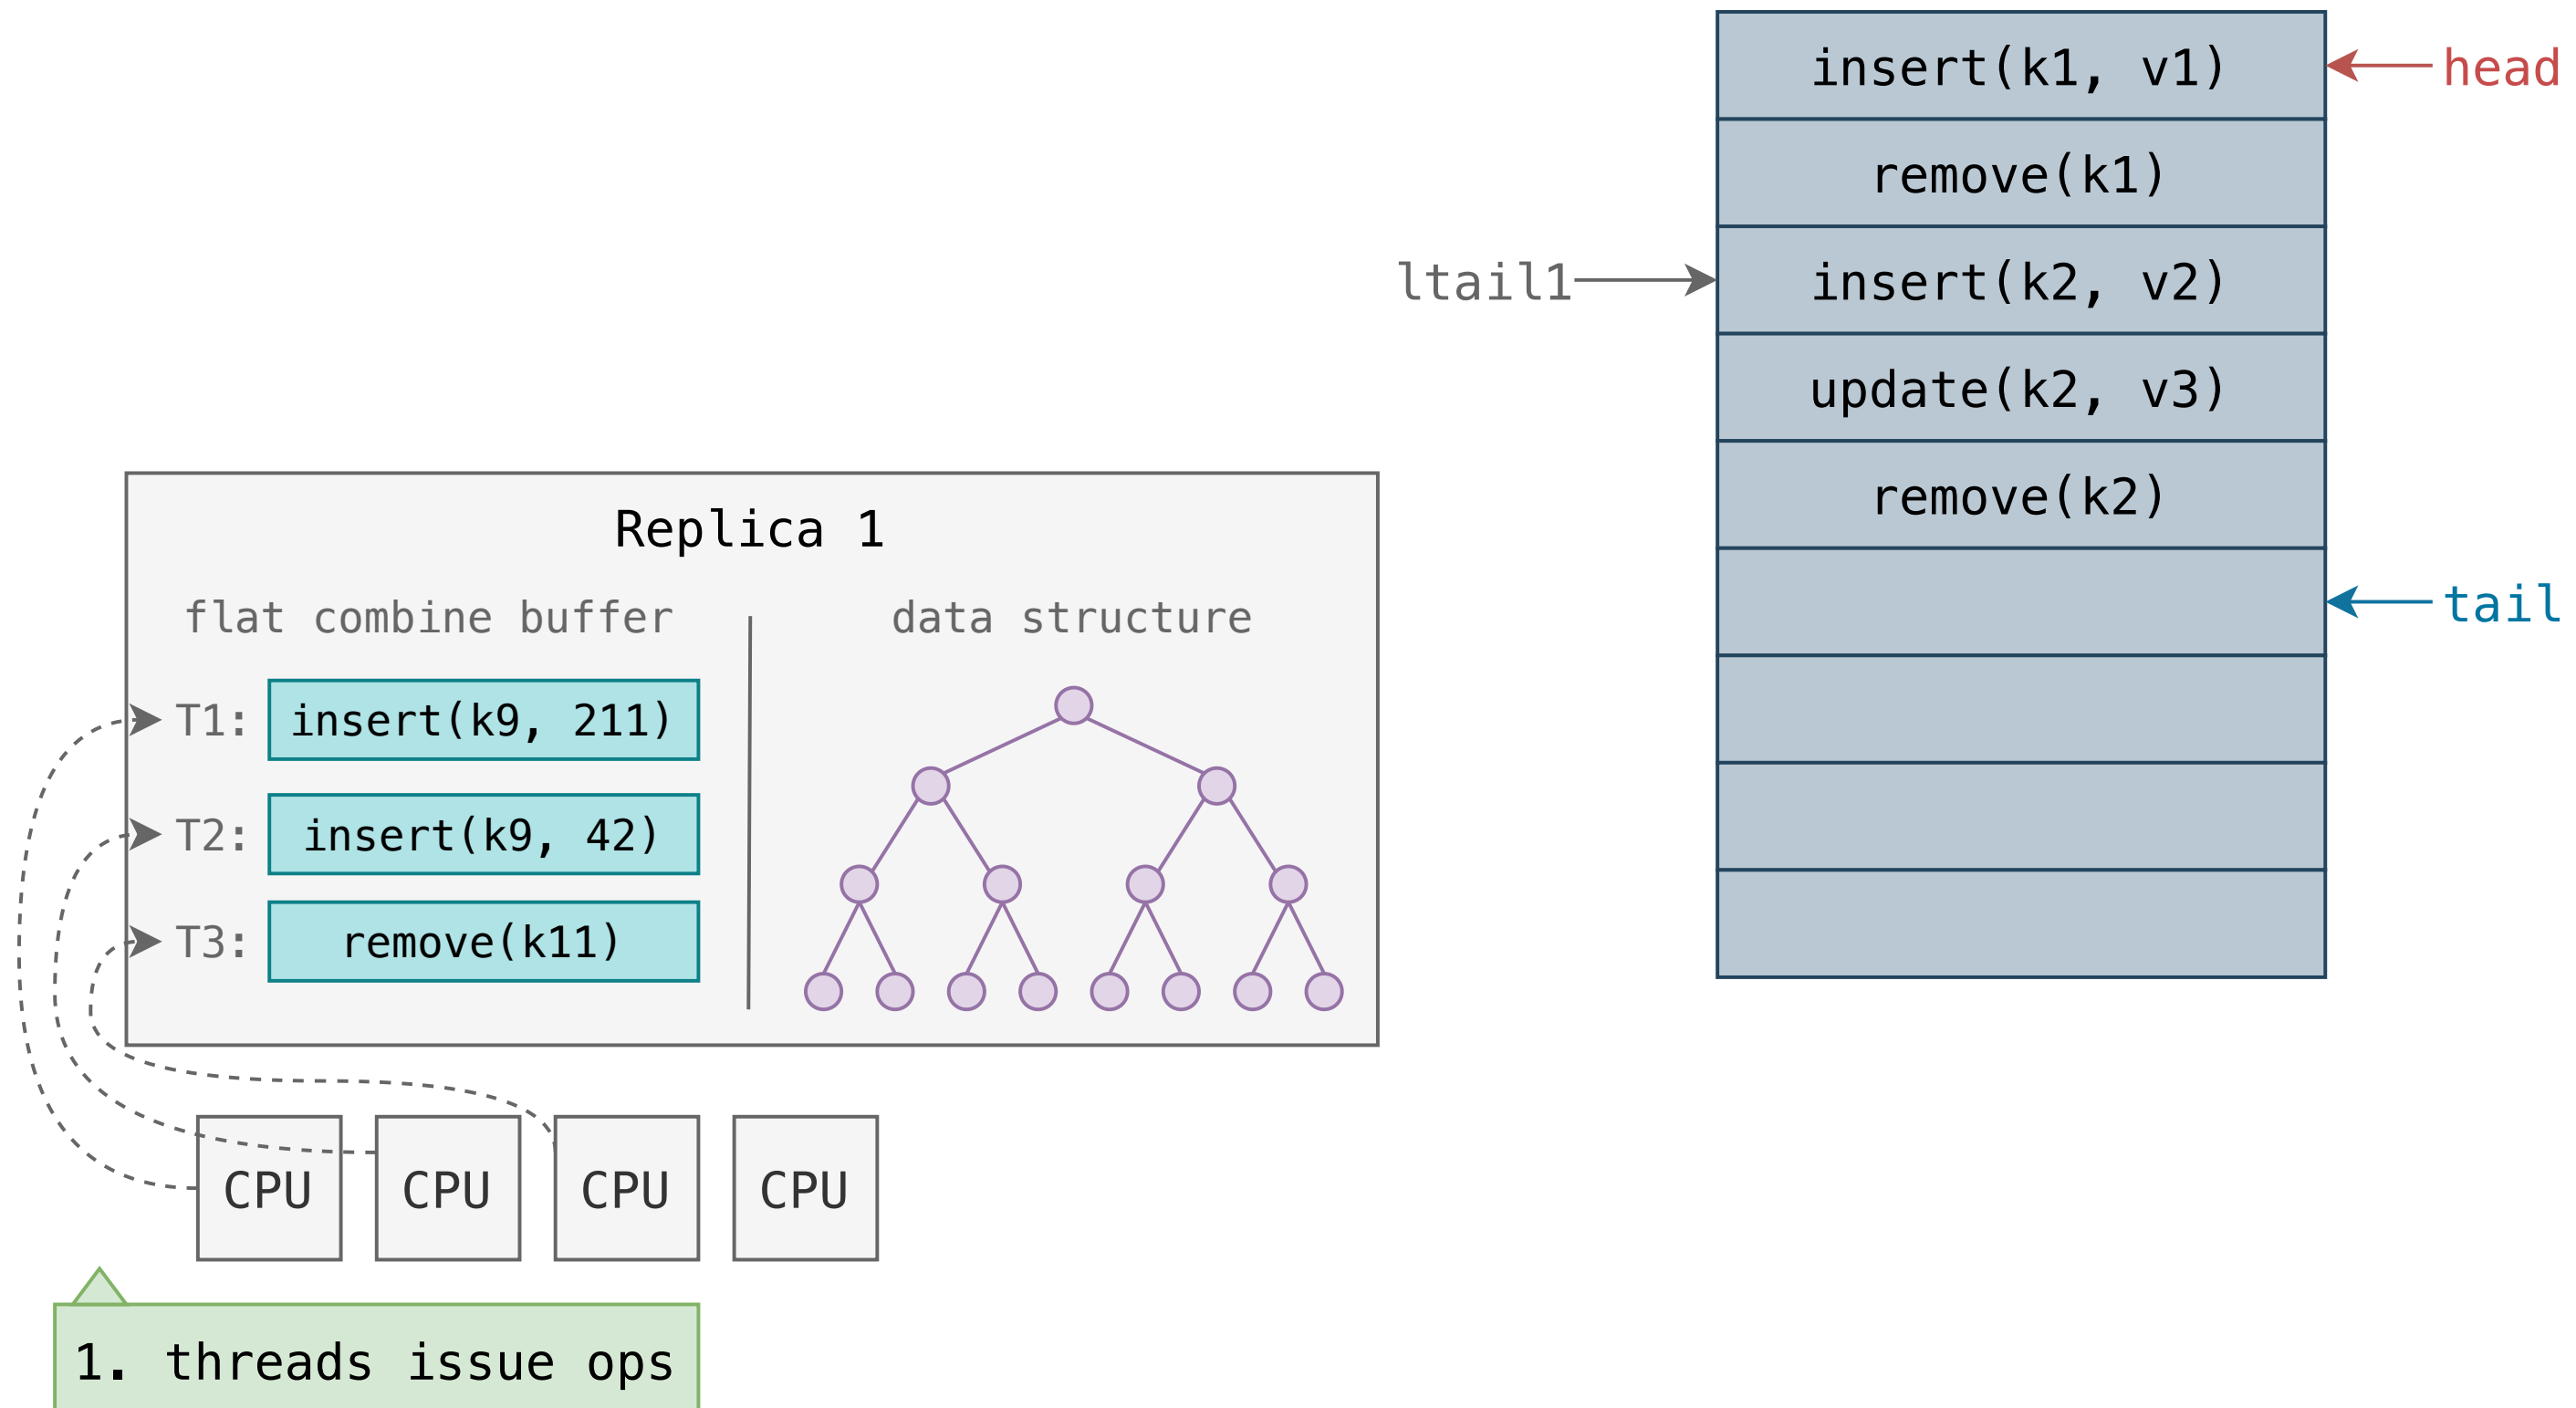 insert(k1, v1)
head
remove(k1)
ltail1
insert(k2, v2)
update(k2, v3)
remove(k2)
tail
Replica 1
flat combine buffer
data structure
T1:
insert(k9, 211)
T2:
insert(k9, 42)
T3:
remove(k11)
CPU
CPU
CPU
CPU
1. threads issue ops